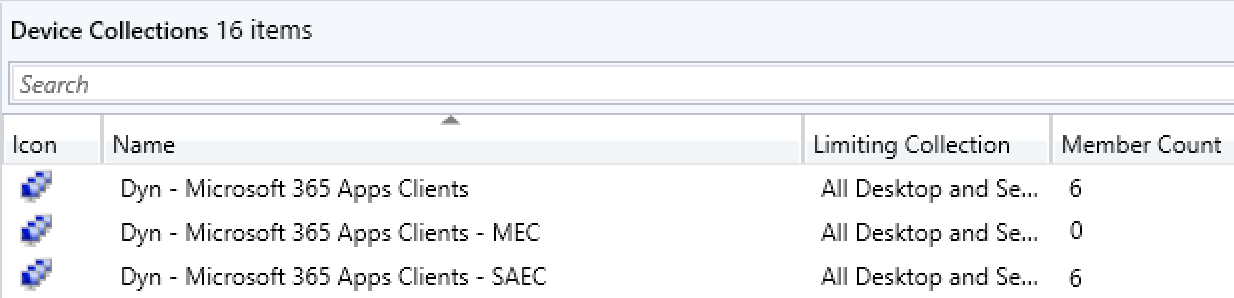 Device Collections 16 items
Search
Icon Name Limiting Collection Member Count
Dyn - Microsoft 365 Apps Clients All Desktop and Se... 6
Dyn - Microsoft 365 Apps Clients - MEC All Desktop and Se... 0
Dyn - Microsoft 365 Apps Clients - SAEC All Desktop and Se... 6